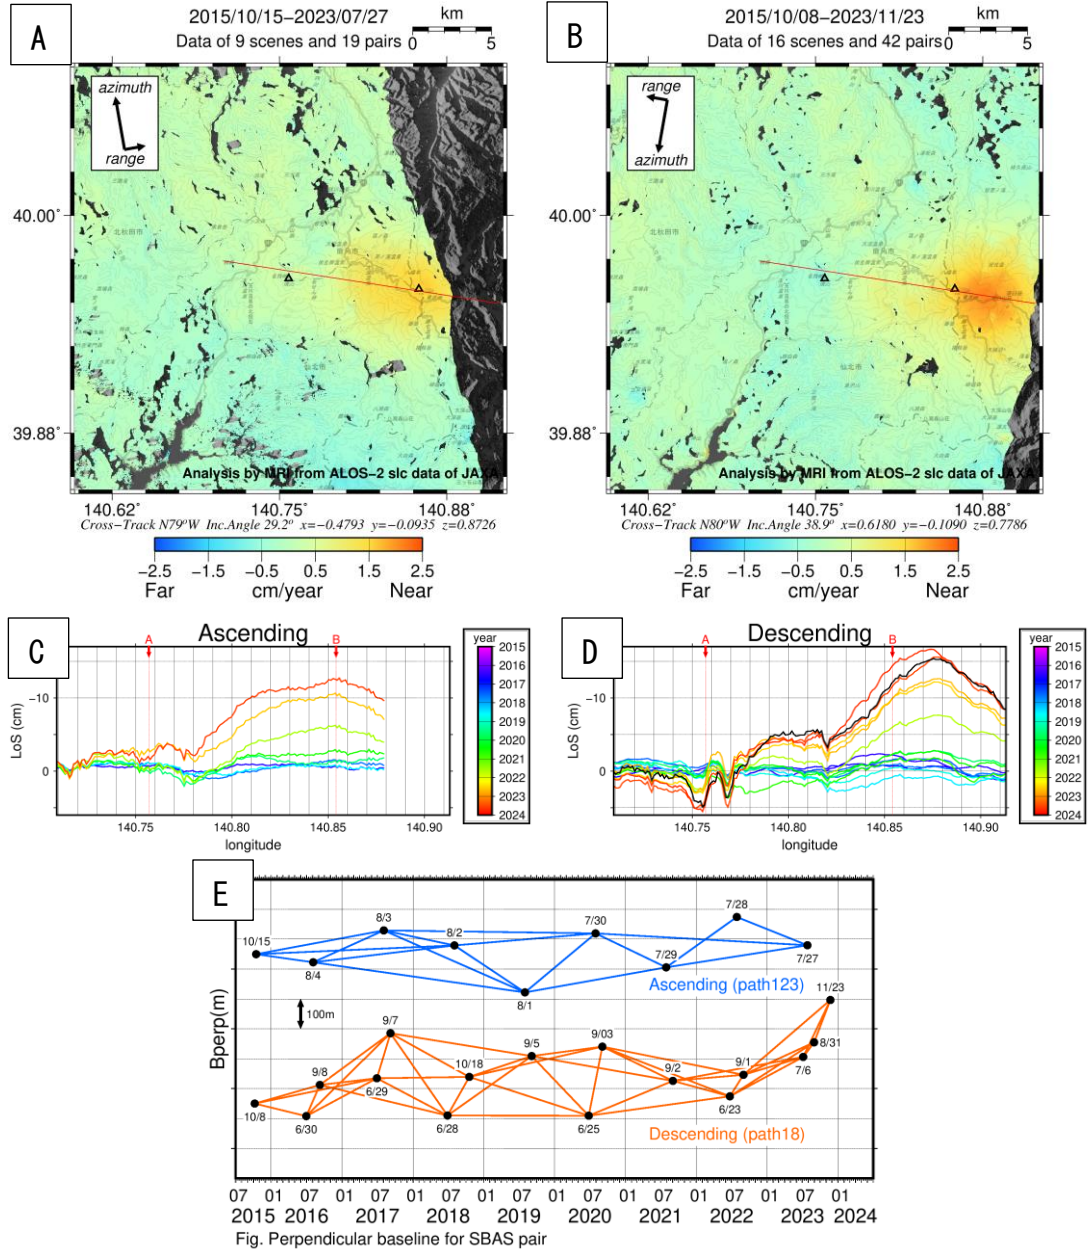 A
2015/10/15−2023/07/27
Data of 9 scenes and 19 pairs
km
0 5
azimuth
range
40.00°
39.88°
北秋田市
仙北市
Analysis by MRI from ALOS−2 slc data of JAXA
140.62° 140.75° 140.88°
Cross−Track N79°W Inc.Angle 29.2° x=−0.4793 y=−0.0935 z=0.8726
−2.5 −1.5 −0.5 0.5 1.5 2.5
Far cm/year Near
B
2015/10/08−2023/11/23
Data of 16 scenes and 42 pairs
km
0 5
range
azimuth
40.00°
39.88°
北秋田市
仙北市
Analysis by MRI from ALOS−2 slc data of JAXA
140.62° 140.75° 140.88°
Cross−Track N80°W Inc.Angle 38.9° x=0.6180 y=−0.1090 z=0.7786
−2.5 −1.5 −0.5 0.5 1.5 2.5
Far cm/year Near
C
Ascending
A B
LoS (cm)
−10
0
140.75 140.80 140.85 140.90
longitude
year
2015
2016
2017
2018
2019
2020
2021
2022
2023
2024
D
Descending
A B
LoS (cm)
−10
0
140.75 140.80 140.85 140.90
longitude
year
2015
2016
2017
2018
2019
2020
2021
2022
2023
2024
E
Bperp(m)
10/15
8/4
8/3
8/2
8/1
7/30
7/29
7/28
7/27
Ascending (path123)
100m
10/8
6/30
9/8
6/29
9/7
6/28
10/18
9/5
6/25
9/03
9/2
6/23
9/1
7/6
8/31
11/23
Descending (path18)
07 01 07 01 07 01 07 01 07 01 07 01 07 01 07 01 07 01
2015 2016 2017 2018 2019 2020 2021 2022 2023 2024
Fig. Perpendicular baseline for SBAS pair